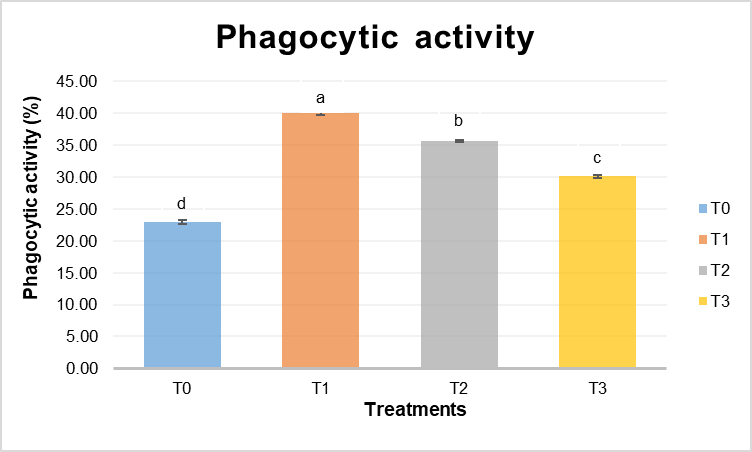 Phagocytic activity
Phagocytic activity (%)
45.00
40.00
35.00
30.00
25.00
20.00
15.00
10.00
5.00
0.00
d
a
b
c
T0
T1
T2
T3
Treatments
T0
T1
T2
T3